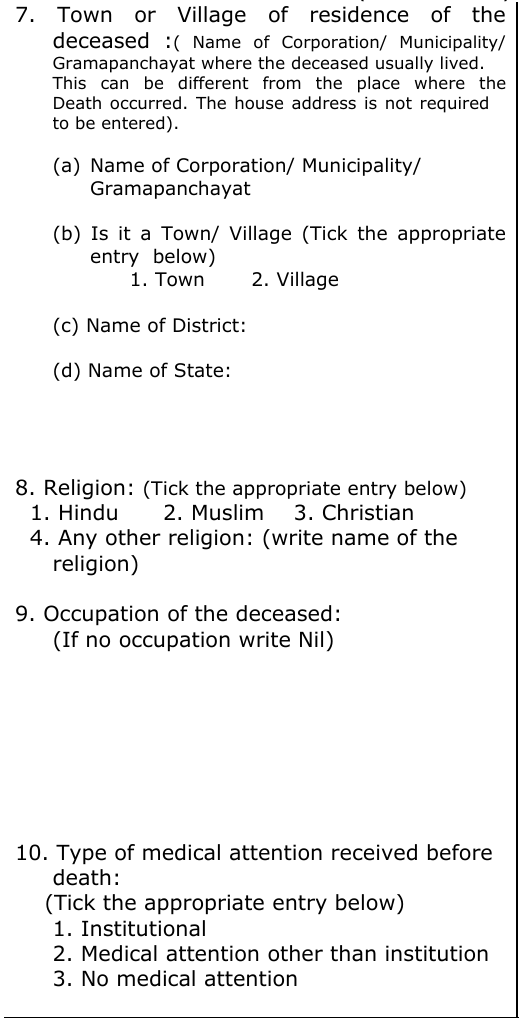 7. Town or Village of residence of the
deceased :( Name of Corporation/ Municipality/
Gramapanchayat where the deceased usually lived.
This can be different from the place where the
Death occurred. The house address is not required
to be entered).
(a) Name of Corporation/ Municipality/
Gramapanchayat
(b) Is it a Town/ Village (Tick the appropriate
entry below)
1. Town 2. Village
(c) Name of District:
(d) Name of State:
8. Religion: (Tick the appropriate entry below)
1. Hindu 2. Muslim 3. Christian
4. Any other religion: (write name of the
religion)
9. Occupation of the deceased:
(If no occupation write Nil)
10. Type of medical attention received before
death:
(Tick the appropriate entry below)
1. Institutional
2. Medical attention other than institution
3. No medical attention